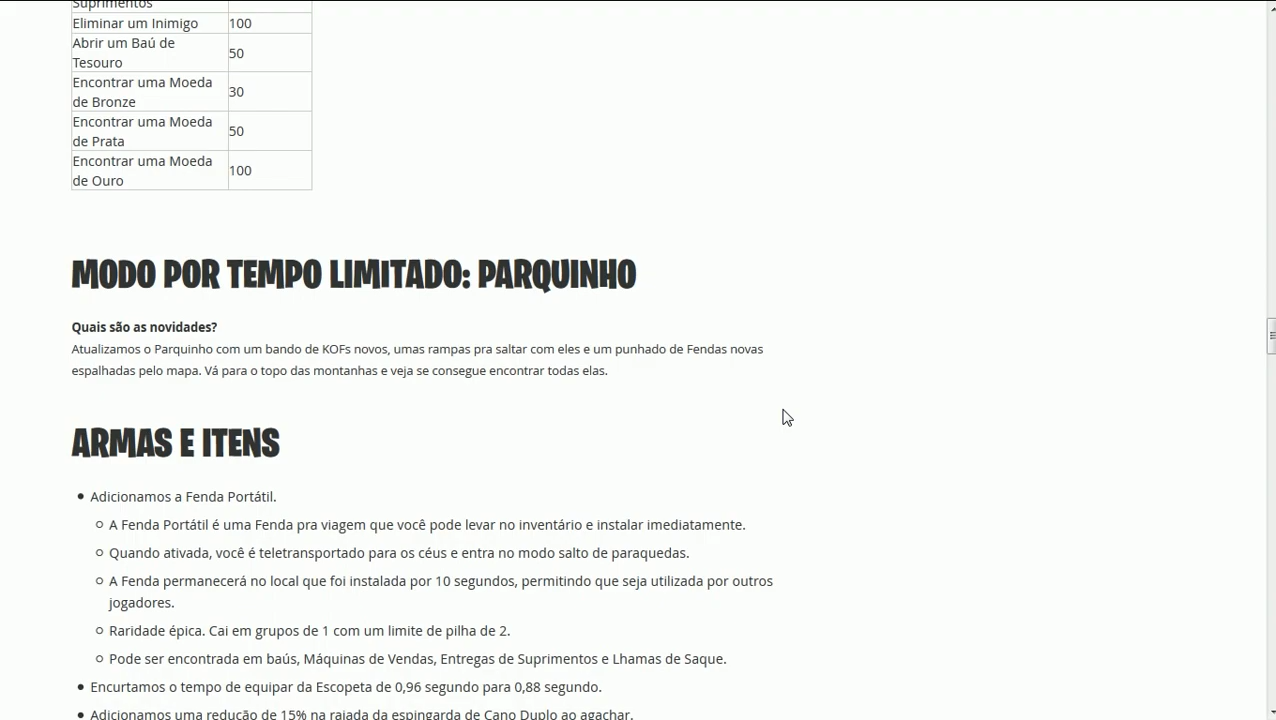 Suprimentos
Eliminar um Inimigo 100
Abrir um Baú de
Tesouro
50
Encontrar uma Moeda
de Bronze
30
Encontrar uma Moeda
de Prata
50
Encontrar uma Moeda
de Ouro
100
MODO POR TEMPO LIMITADO: PARQUINHO
Quais são as novidades?
Atualizamos o Parquinho com um bando de KOFs novos, umas rampas pra saltar com eles e um punhado de Fendas novas
espalhadas pelo mapa. Vá para o topo das montanhas e veja se consegue encontrar todas elas.
ARMAS E ITENS
Adicionamos a Fenda Portátil.
A Fenda Portátil é uma Fenda pra viagem que você pode levar no inventário e instalar imediatamente.
Quando ativada, você é teletransportado para os céus e entra no modo salto de paraquedas.
A Fenda permanecerá no local que foi instalada por 10 segundos, permitindo que seja utilizada por outros
jogadores.
Raridade épica. Cai em grupos de 1 com um limite de pilha de 2.
Pode ser encontrada em baús, Máquinas de Vendas, Entregas de Suprimentos e Lhamas de Saque.
Encurtamos o tempo de equipar da Escopeta de 0,96 segundo para 0,88 segundo.
Adicionamos uma redução de 15% na rajada da espingarda de Cano Duplo ao agachar.